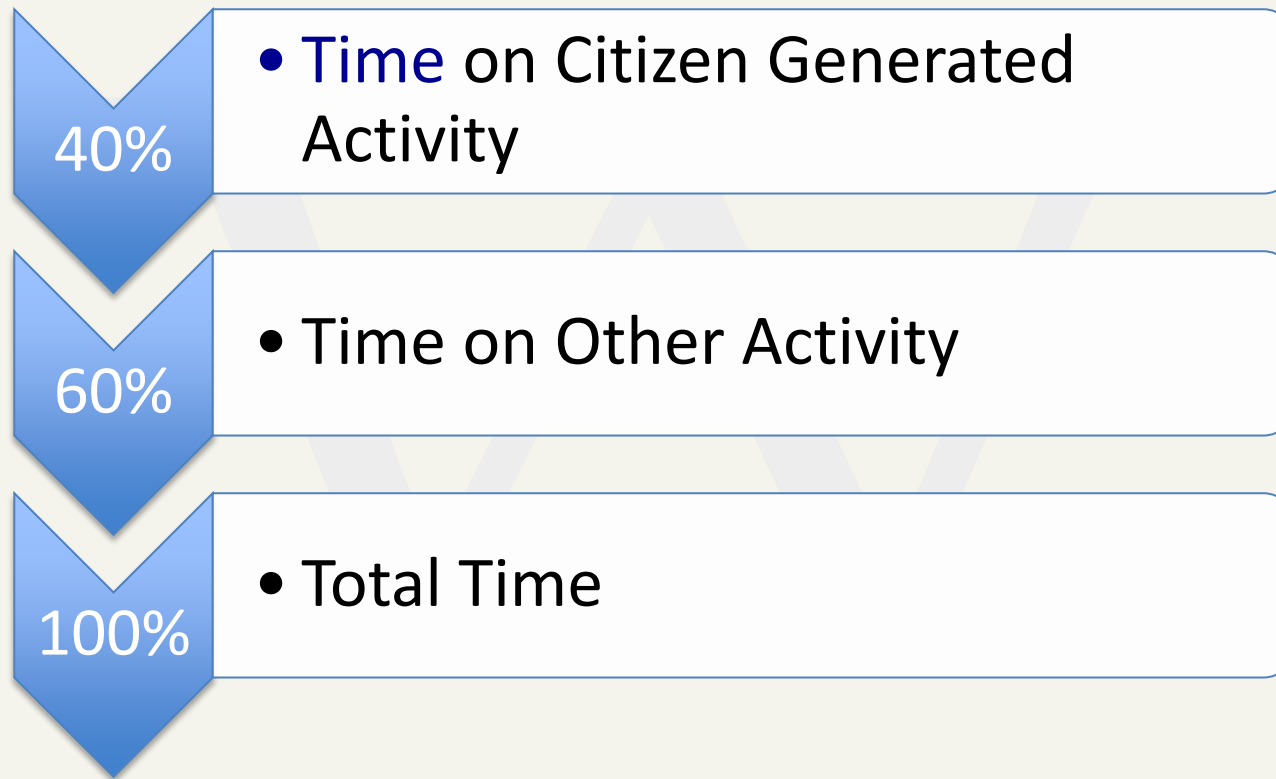 40%
• Time on Citizen Generated
Activity
60%
• Time on Other Activity
100%
• Total Time